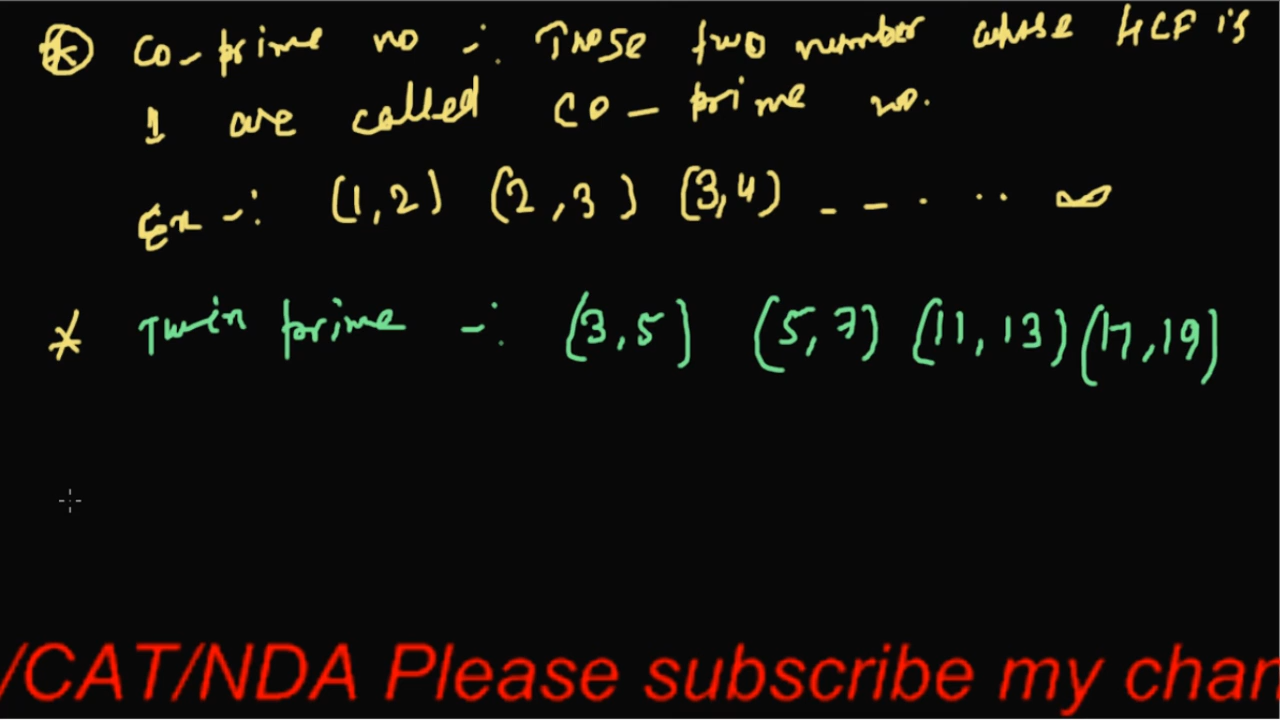 * Co-prime no -: Those two number whose HCF is
1 are called co-prime no.
Ex -: (1,2) (2,3) (3,4) - - . . . ∞
* Twin prime -: (3,5) (5,7) (11,13) (17,19)
/CAT/NDA Please subscribe my chan